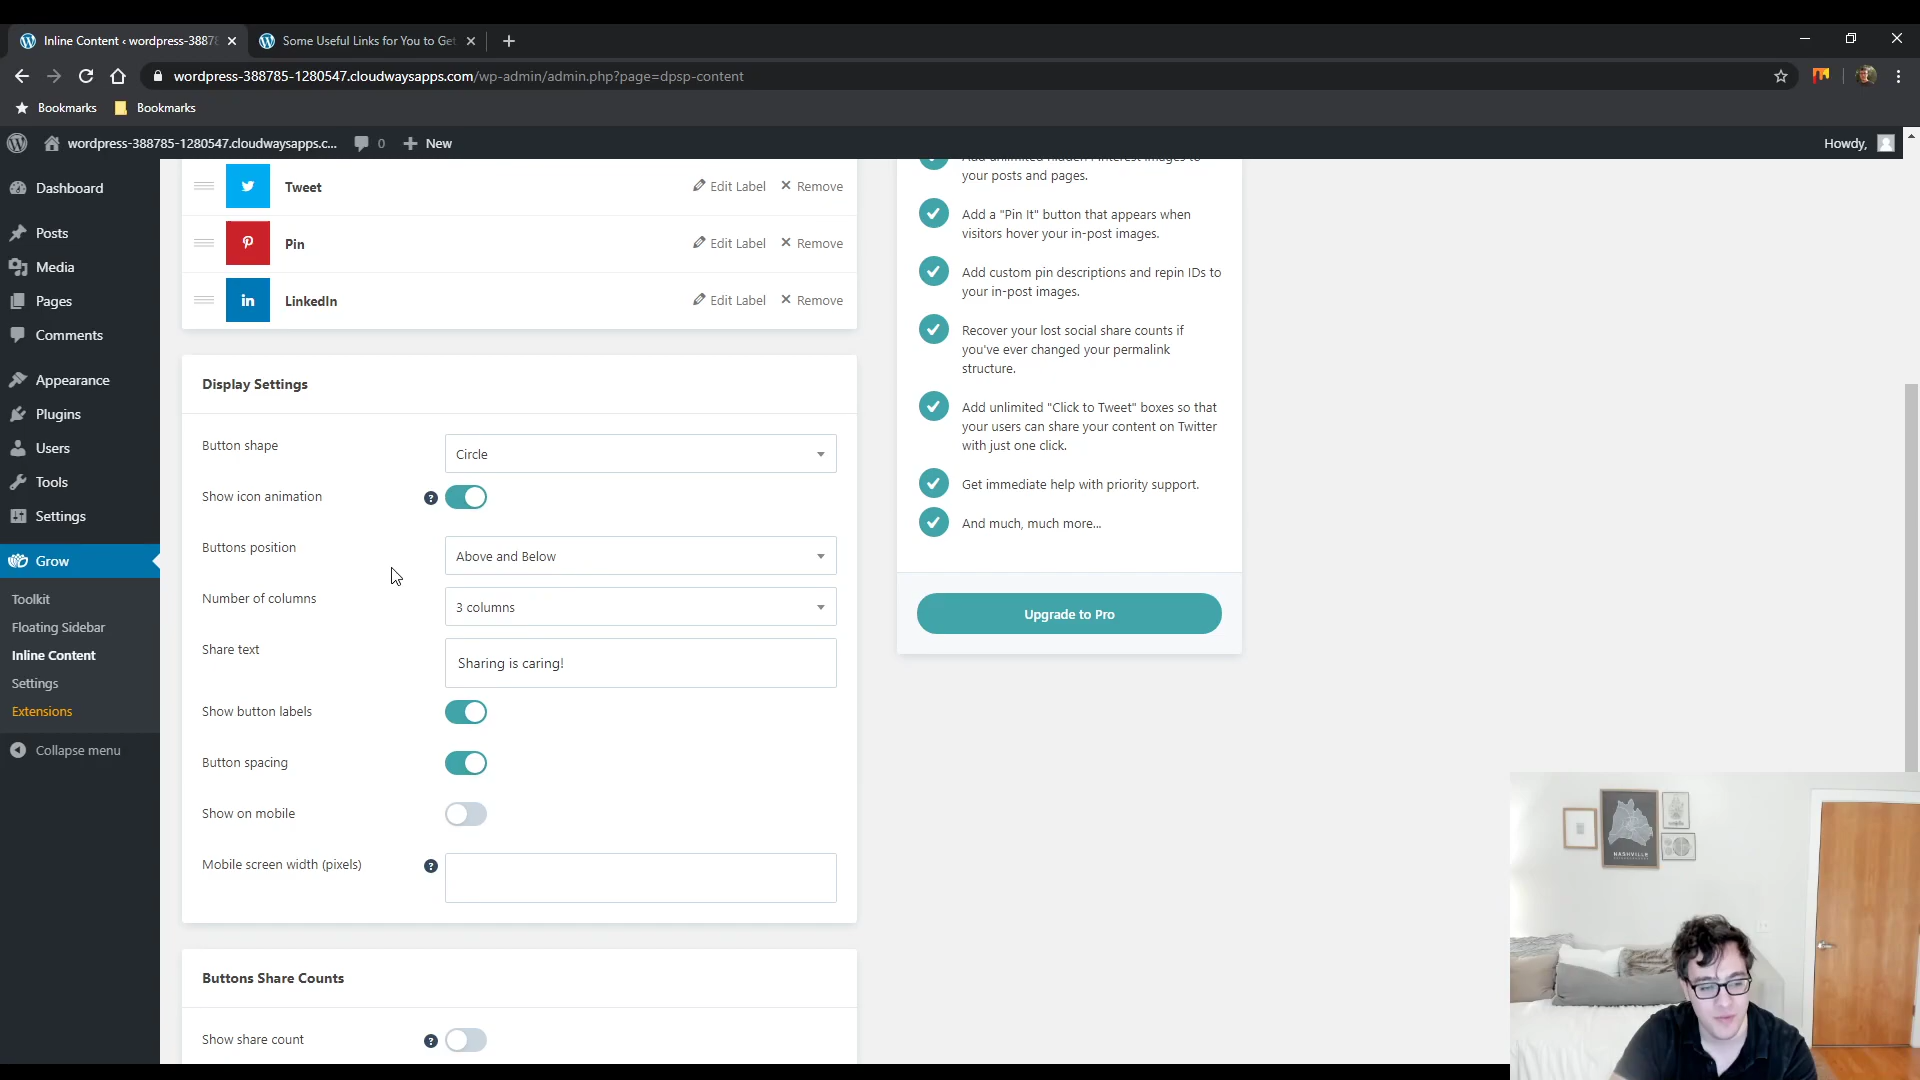 Inline Content ‹ wordpress-3887
Some Useful Links for You to Get
wordpress-388785-1280547.cloudwaysapps.com/wp-admin/admin.php?page=dpsp-content
Bookmarks
Bookmarks
wordpress-388785-1280547.cloudwaysapps.c...
0
New
Howdy,
Dashboard
Posts
Media
Pages
Comments
Appearance
Plugins
Users
Tools
Settings
Grow
Toolkit
Floating Sidebar
Inline Content
Settings
Extensions
Collapse menu
Tweet
Edit Label
Remove
Pin
Edit Label
Remove
in
LinkedIn
Edit Label
Remove
Display Settings
Button shape
Circle
Show icon animation
?
Buttons position
Above and Below
Number of columns
3 columns
Share text
Sharing is caring!
Show button labels
Button spacing
Show on mobile
Mobile screen width (pixels)
?
Buttons Share Counts
Show share count
?
Add unlimited hidden Pinterest images to
your posts and pages.
Add a "Pin It" button that appears when
visitors hover your in-post images.
Add custom pin descriptions and repin IDs to
your in-post images.
Recover your lost social share counts if
you've ever changed your permalink
structure.
Add unlimited "Click to Tweet" boxes so that
your users can share your content on Twitter
with just one click.
Get immediate help with priority support.
And much, much more...
Upgrade to Pro
NASHVILLE